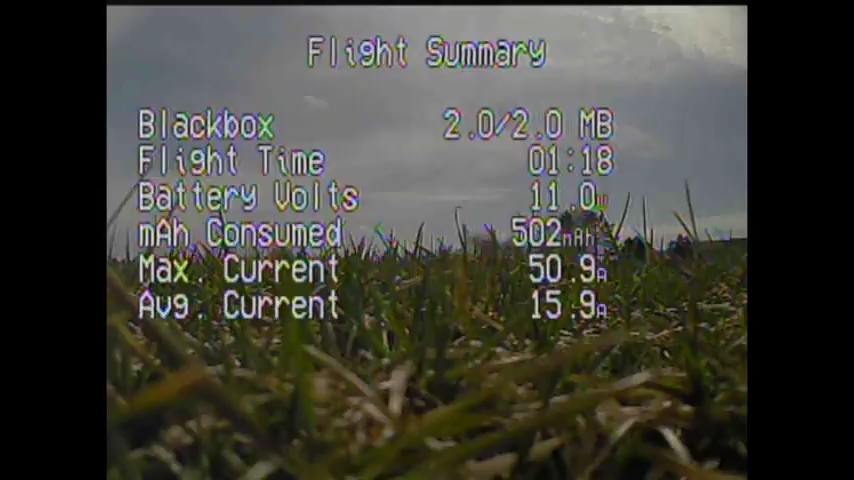 Flight Summary
Blackbox 2.0/2.0 MB
Flight Time 01:18
Battery Volts 11.0v
mAh Consumed 502mAh
Max. Current 50.9A
Avg. Current 15.9A